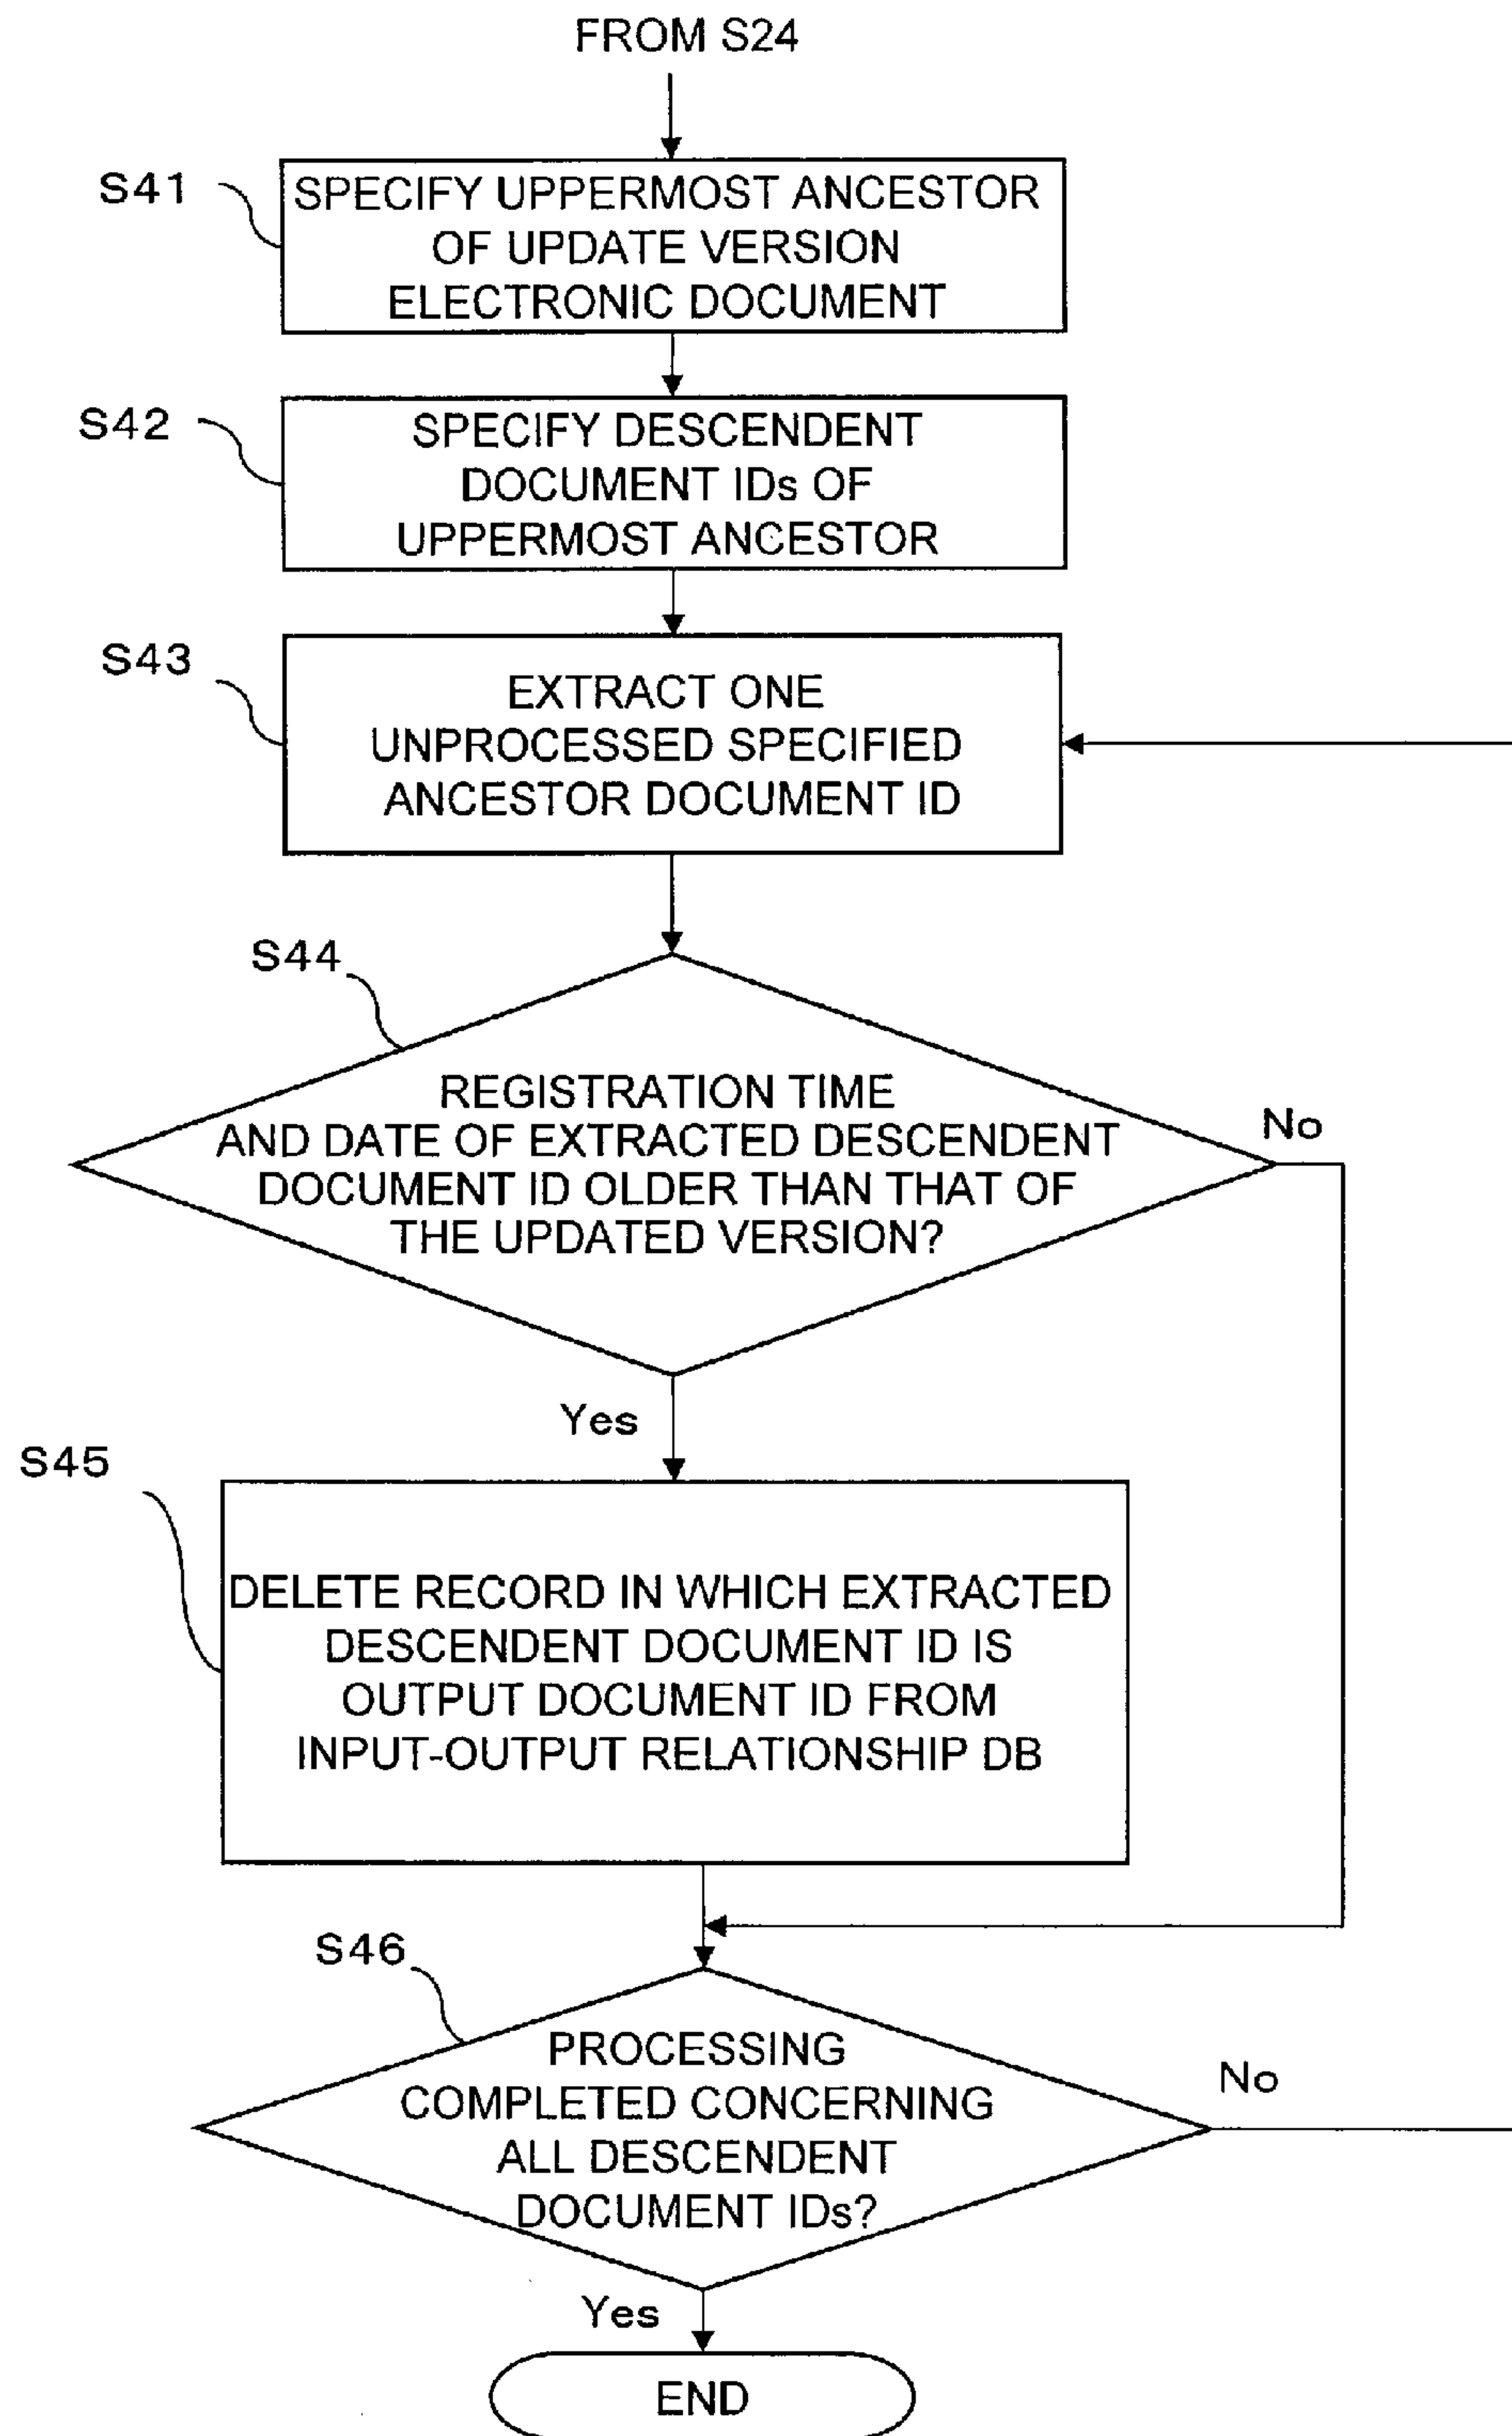 FROM S24
S41
SPECIFY UPPERMOST ANCESTOR
OF UPDATE VERSION
ELECTRONIC DOCUMENT
S42
SPECIFY DESCENDENT
DOCUMENT IDs OF
UPPERMOST ANCESTOR
S43
EXTRACT ONE
UNPROCESSED SPECIFIED
ANCESTOR DOCUMENT ID
S44
REGISTRATION TIME
AND DATE OF EXTRACTED DESCENDENT
DOCUMENT ID OLDER THAN THAT OF
THE UPDATED VERSION?
No
Yes
S45
DELETE RECORD IN WHICH EXTRACTED
DESCENDENT DOCUMENT ID IS
OUTPUT DOCUMENT ID FROM
INPUT-OUTPUT RELATIONSHIP DB
S46
PROCESSING
COMPLETED CONCERNING
ALL DESCENDENT
DOCUMENT IDs?
No
Yes
END